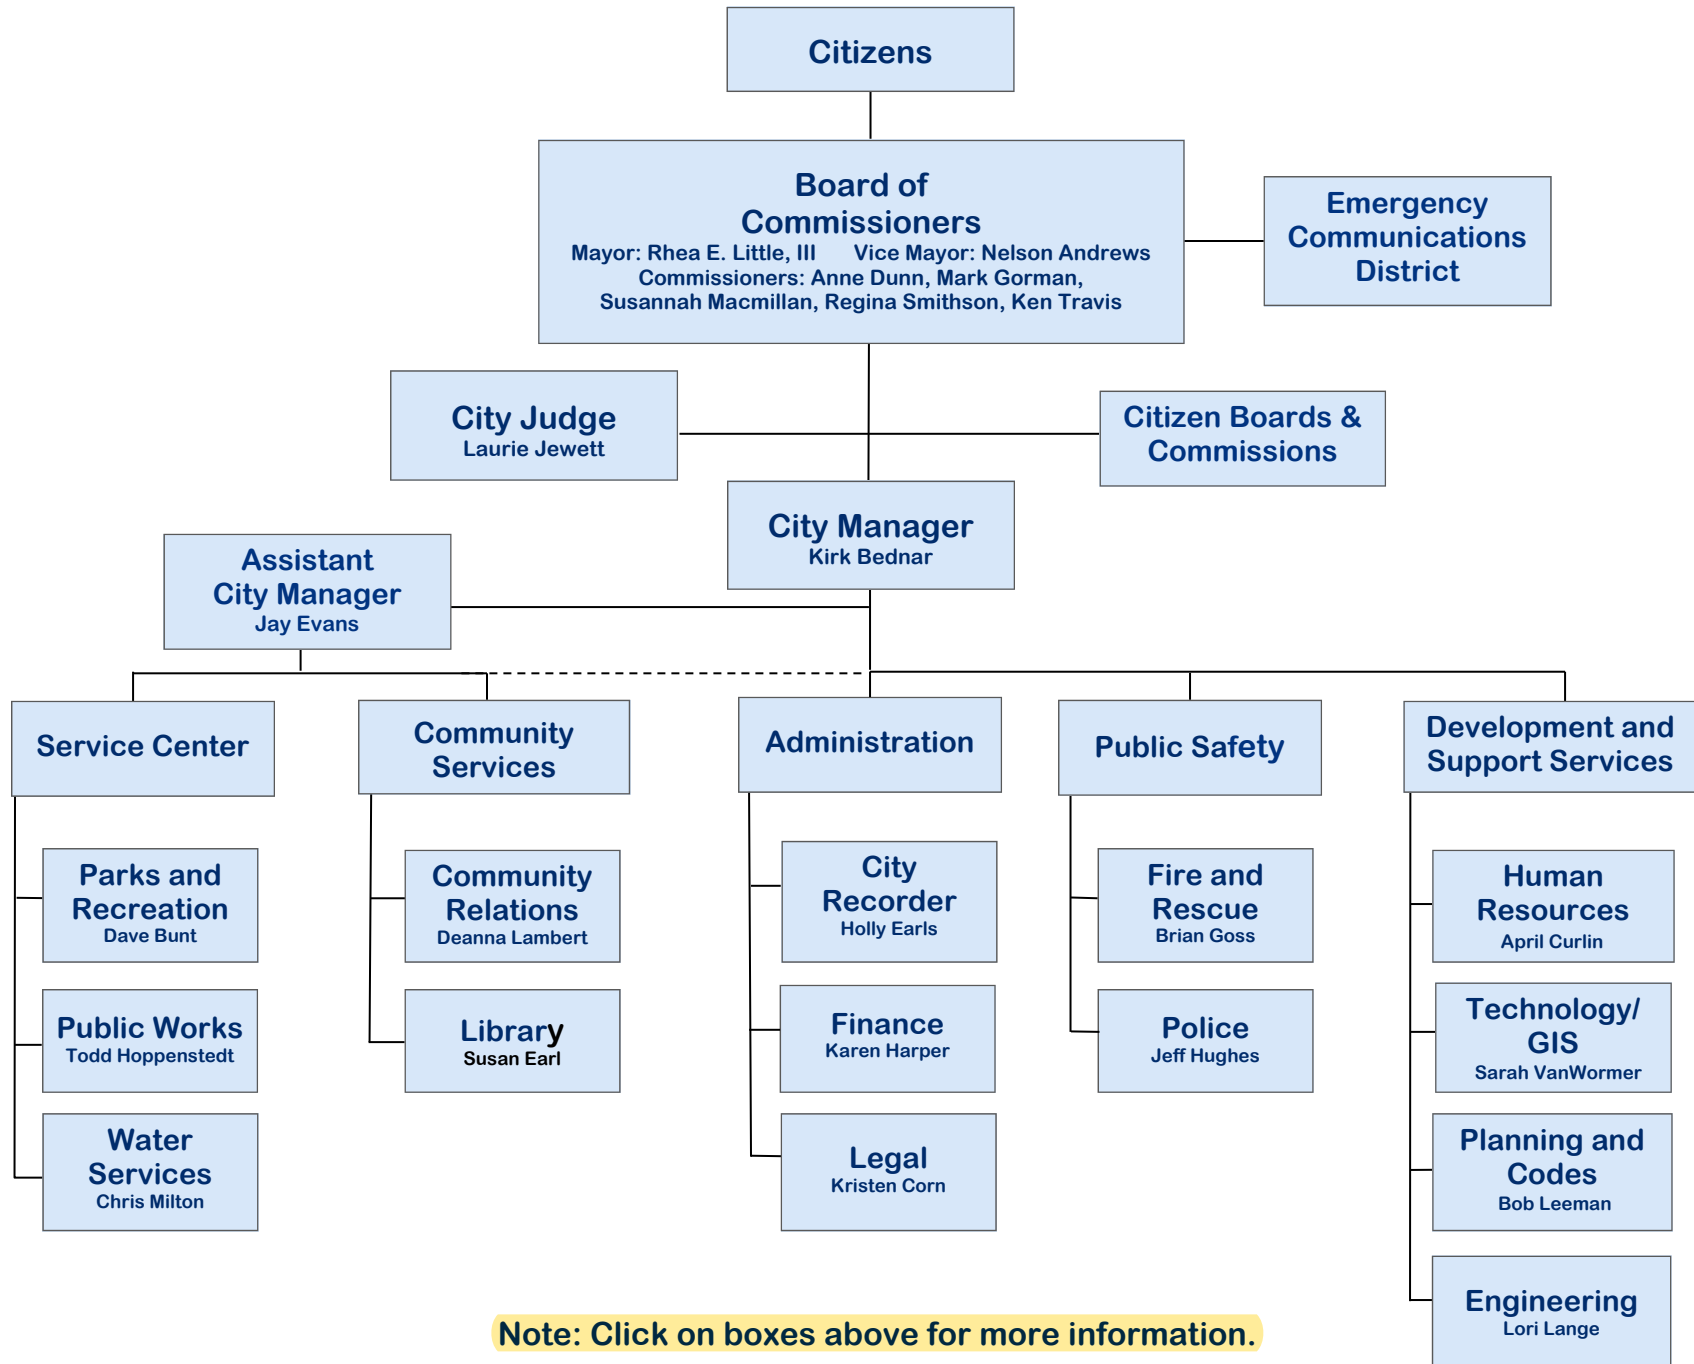 Citizens
Board of
Commissioners
Mayor: Rhea E. Little, III Vice Mayor: Nelson Andrews
Commissioners: Anne Dunn, Mark Gorman,
Susannah Macmillan, Regina Smithson, Ken Travis
Emergency
Communications
District
City Judge
Laurie Jewett
Citizen Boards &
Commissions
City Manager
Kirk Bednar
Assistant
City Manager
Jay Evans
Service Center
Community
Services
Administration
Public Safety
Development and
Support Services
Parks and
Recreation
Dave Bunt
Public Works
Todd Hoppenstedt
Water
Services
Chris Milton
Community
Relations
Deanna Lambert
Library
Susan Earl
City
Recorder
Holly Earls
Finance
Karen Harper
Legal
Kristen Corn
Fire and
Rescue
Brian Goss
Police
Jeff Hughes
Human
Resources
April Curlin
Technology/
GIS
Sarah VanWormer
Planning and
Codes
Bob Leeman
Engineering
Lori Lange
Note: Click on boxes above for more information.